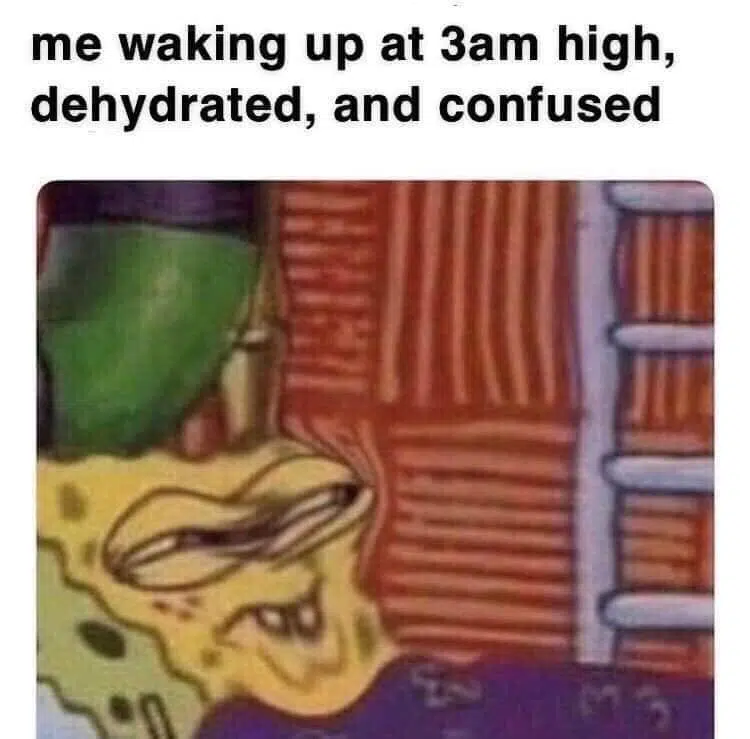 me waking up at 3am high,
dehydrated, and confused